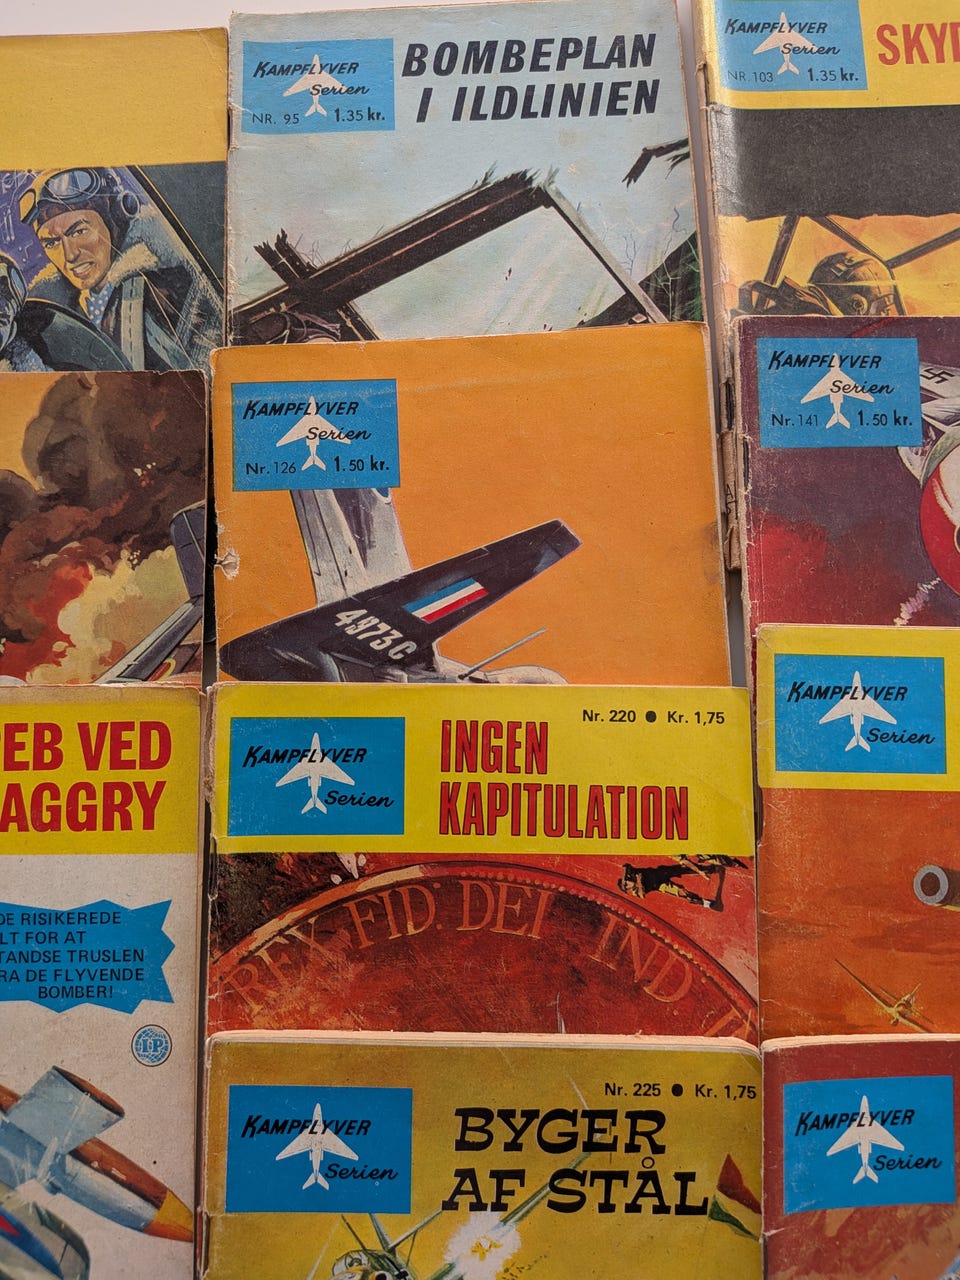 KAMPFLYVER
Serien
NR. 95 1.35 kr.
BOMBEPLAN
I ILDLINIEN
KAMPFLYVER
Serien
NR. 103 1.35 kr.
KAMPFLYVER
Serien
Nr. 126 1.50 kr.
4973C
KAMPFLYVER
Serien
Nr. 141 1.50 kr.
EB VED
AGGRY
DE RISIKEREDE
LT FOR AT
TANDSE TRUSLEN
RA DE FLYVENDE
BOMBER!
IP
Nr. 220 ● Kr. 1,75
KAMPFLYVER
Serien
INGEN
KAPITULATION
REX FID DEI IND
KAMPFLYVER
Serien
Nr. 225 ● Kr. 1,75
KAMPFLYVER
Serien
BYGER
AF STÅL
KAMPFLYVER
Serien